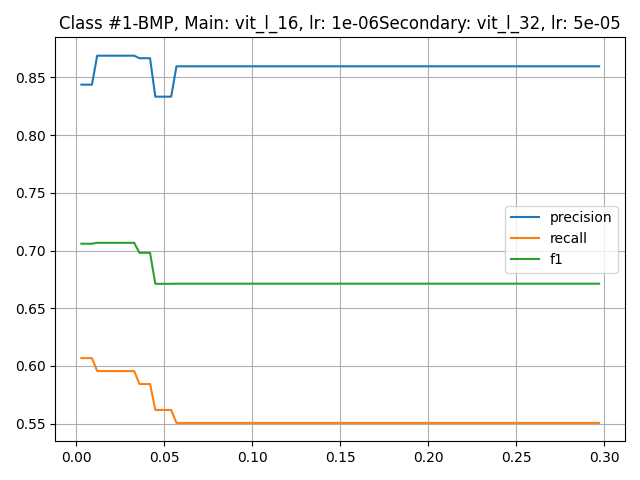 Class #1-BMP, Main: vit_l_16, lr: 1e-06Secondary: vit_l_32, lr: 5e-05
0.85
0.80
0.75
0.70
0.65
0.60
0.55
precision
recall
f1
0.00 0.05 0.10 0.15 0.20 0.25 0.30